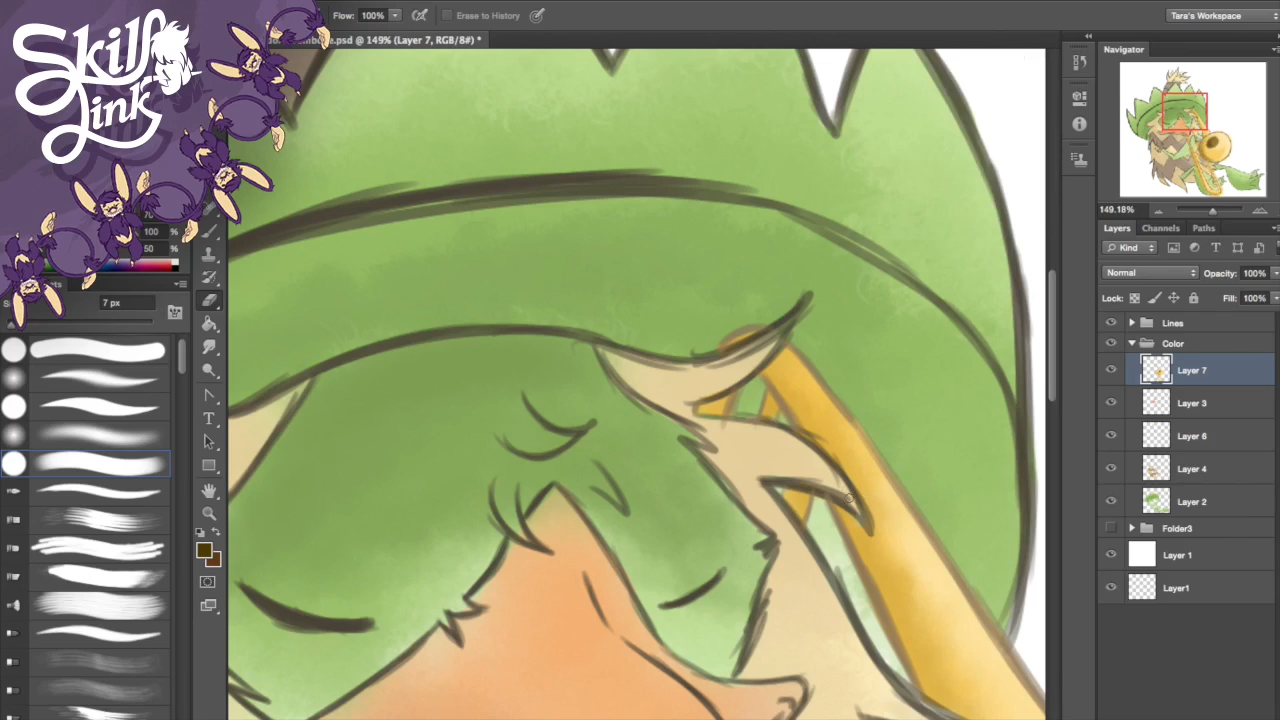 Skill
Link
Flow: 100%
Erase to History
Tara's Workspace
.psd @ 149% (Layer 7, RGB/8#) *
Navigator
149.18%
Layers Channels Paths
Kind
Normal
Opacity: 100%
Lock:
Fill: 100%
Lines
Color
Layer 7
Layer 3
Layer 6
Layer 4
Layer 2
Folder3
Layer 1
Layer1
100 %
50 %
7 px